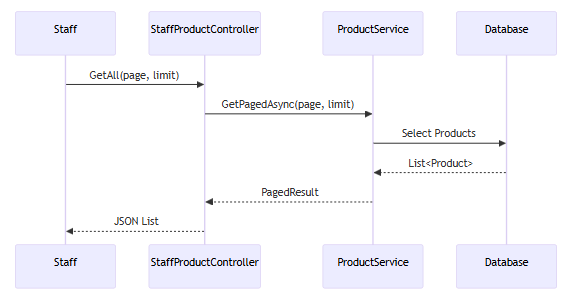 Staff StaffProductController ProductService Database
GetAll(page, limit)
GetPagedAsync(page, limit)
Select Products
List<Product>
PagedResult
JSON List
Staff StaffProductController ProductService Database